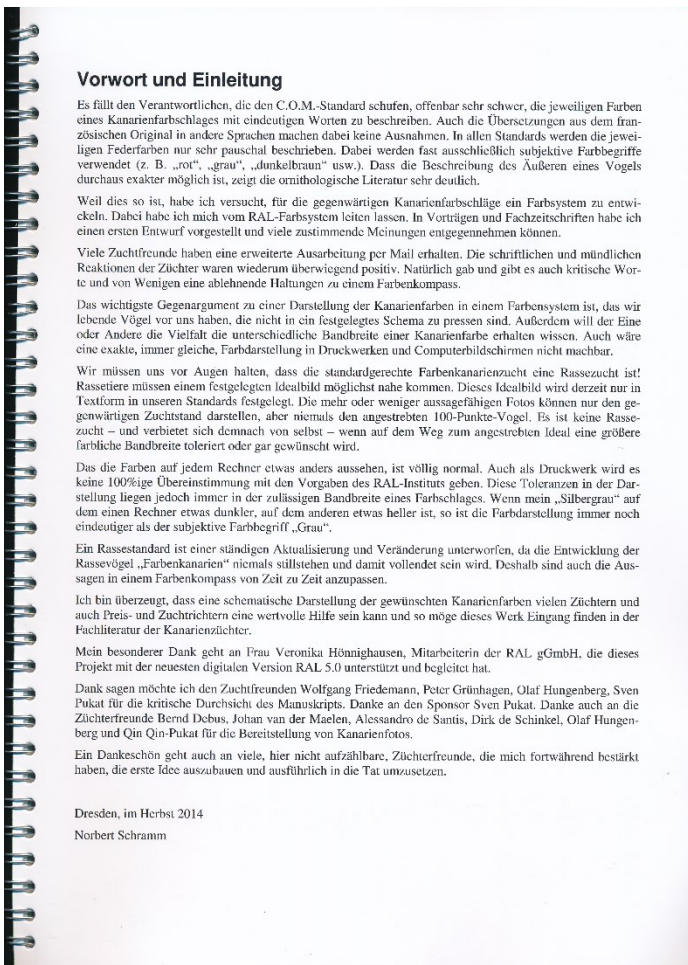 Vorwort und Einleitung
Es fällt den Verantwortlichen, die den C.O.M.-Standard schufen, offenbar sehr schwer, die jeweiligen Farben
eines Kanarienfarbschlages mit eindeutigen Worten zu beschreiben. Auch die Übersetzungen aus dem fran-
zösischen Original in andere Sprachen machen dabei keine Ausnahmen. In allen Standards werden die jewei-
ligen Federfarben nur sehr pauschal beschrieben. Dabei werden fast ausschließlich subjektive Farbbegriffe
verwendet (z. B. „rot“, „grau“, „dunkelbraun“ usw.). Dass die Beschreibung des Äußeren eines Vogels
durchaus exakter möglich ist, zeigt die ornithologische Literatur sehr deutlich.
Weil dies so ist, habe ich versucht, für die gegenwärtigen Kanarienfarbschläge ein Farbsystem zu entwi-
ckeln. Dabei habe ich mich vom RAL-Farbsystem leiten lassen. In Vorträgen und Fachzeitschriften habe ich
einen ersten Entwurf vorgestellt und viele zustimmende Meinungen entgegennehmen können.
Viele Zuchtfreunde haben eine erweiterte Ausarbeitung per Mail erhalten. Die schriftlichen und mündlichen
Reaktionen der Züchter waren wiederum überwiegend positiv. Natürlich gab und gibt es auch kritische Wor-
te und von Wenigen eine ablehnende Haltungen zu einem Farbenkompass.
Das wichtigste Gegenargument zu einer Darstellung der Kanarienfarben in einem Farbensystem ist, das wir
lebende Vögel vor uns haben, die nicht in ein festgelegtes Schema zu pressen sind. Außerdem will der Eine
oder Andere die Vielfalt die unterschiedliche Bandbreite einer Kanarienfarbe erhalten wissen. Auch wäre
eine exakte, immer gleiche, Farbdarstellung in Druckwerken und Computerbildschirmen nicht machbar.
Wir müssen uns vor Augen halten, dass die standardgerechte Farbenkanarienzucht eine Rassezucht ist!
Rassetiere müssen einem festgelegten Idealbild möglichst nahe kommen. Dieses Idealbild wird derzeit nur in
Textform in unseren Standards festgelegt. Die mehr oder weniger aussagefähigen Fotos können nur den ge-
genwärtigen Zuchtstand darstellen, aber niemals den angestrebten 100-Punkte-Vogel. Es ist keine Rasse-
zucht – und verbietet sich demnach von selbst – wenn auf dem Weg zum angestrebten Ideal eine größere
farbliche Bandbreite toleriert oder gar gewünscht wird.
Das die Farben auf jedem Rechner etwas anders aussehen, ist völlig normal. Auch als Druckwerk wird es
keine 100%ige Übereinstimmung mit den Vorgaben des RAL-Instituts geben. Diese Toleranzen in der Dar-
stellung liegen jedoch immer in der zulässigen Bandbreite eines Farbschlages. Wenn mein „Silbergrau“ auf
dem einen Rechner etwas dunkler, auf dem anderen etwas heller ist, so ist die Farbdarstellung immer noch
eindeutiger als der subjektive Farbbegriff „Grau“.
Ein Rassestandard ist einer ständigen Aktualisierung und Veränderung unterworfen, da die Entwicklung der
Rassevögel „Farbenkanarien“ niemals stillstehen und damit vollendet sein wird. Deshalb sind auch die Aus-
sagen in einem Farbenkompass von Zeit zu Zeit anzupassen.
Ich bin überzeugt, dass eine schematische Darstellung der gewünschten Kanarienfarben vielen Züchtern und
auch Preis- und Zuchtrichtern eine wertvolle Hilfe sein kann und so möge dieses Werk Eingang finden in der
Fachliteratur der Kanarienzüchter.
Mein besonderer Dank geht an Frau Veronika Hönnighausen, Mitarbeiterin der RAL gGmbH, die dieses
Projekt mit der neuesten digitalen Version RAL 5.0 unterstützt und begleitet hat.
Dank sagen möchte ich den Zuchtfreunden Wolfgang Friedemann, Peter Grünhagen, Olaf Hungenberg, Sven
Pukat für die kritische Durchsicht des Manuskripts. Danke an den Sponsor Sven Pukat. Danke auch an die
Züchterfreunde Bernd Debus, Johan van der Maelen, Alessandro de Santis, Dirk de Schinkel, Olaf Hungen-
berg und Qin Qin-Pukat für die Bereitstellung von Kanarienfotos.
Ein Dankeschön geht auch an viele, hier nicht aufzählbare, Züchterfreunde, die mich fortwährend bestärkt
haben, die erste Idee auszubauen und ausführlich in die Tat umzusetzen.
Dresden, im Herbst 2014
Norbert Schramm